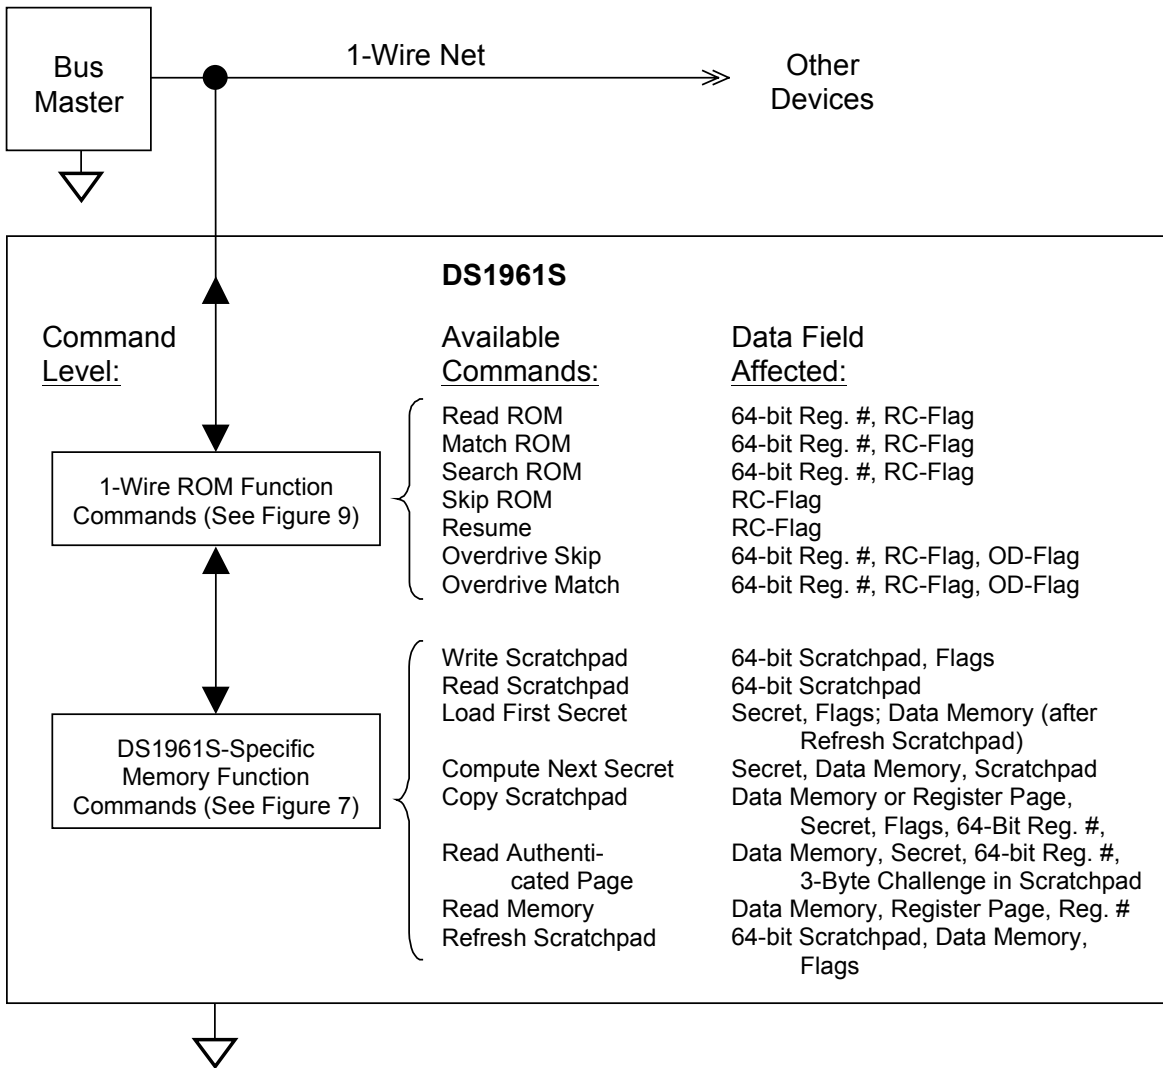 1-Wire Net
Bus
Master
Other
Devices
DS1961S
Command
Level:
Available
Commands:
Data Field
Affected:
1-Wire ROM Function
Commands (See Figure 9)
Read ROM 64-bit Reg. #, RC-Flag
Match ROM 64-bit Reg. #, RC-Flag
Search ROM 64-bit Reg. #, RC-Flag
Skip ROM RC-Flag
Resume RC-Flag
Overdrive Skip 64-bit Reg. #, RC-Flag, OD-Flag
Overdrive Match 64-bit Reg. #, RC-Flag, OD-Flag
DS1961S-Specific
Memory Function
Commands (See Figure 7)
Write Scratchpad 64-bit Scratchpad, Flags
Read Scratchpad 64-bit Scratchpad
Load First Secret Secret, Flags; Data Memory (after
Refresh Scratchpad)
Compute Next Secret Secret, Data Memory, Scratchpad
Copy Scratchpad Data Memory or Register Page,
Secret, Flags, 64-Bit Reg. #,
Read Authenti- Data Memory, Secret, 64-bit Reg. #,
cated Page 3-Byte Challenge in Scratchpad
Read Memory Data Memory, Register Page, Reg. #
Refresh Scratchpad 64-bit Scratchpad, Data Memory,
Flags